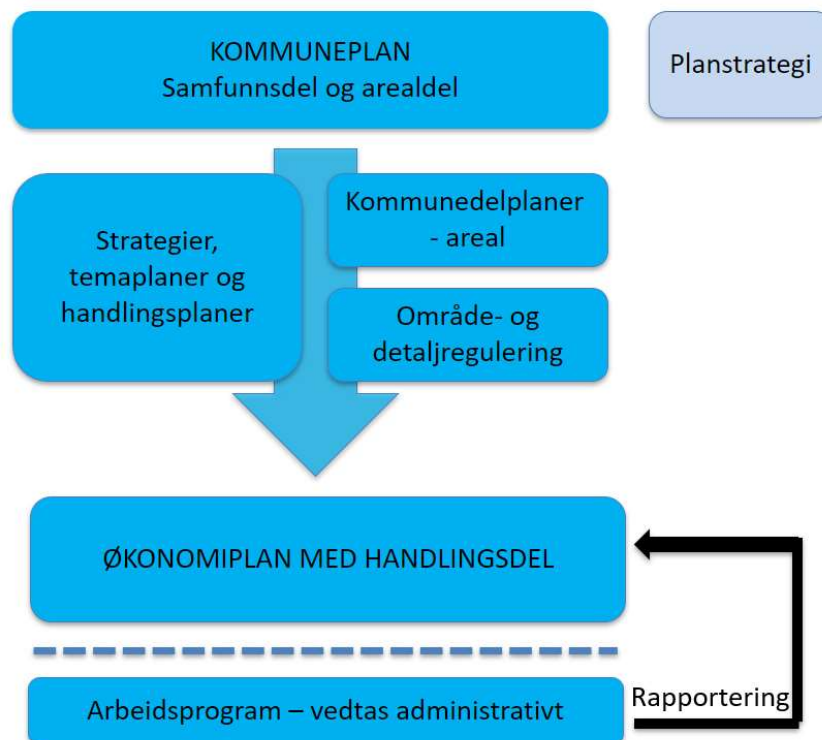 KOMMUNEPLAN
Samfunnsdel og arealdel
Planstrategi
Strategier,
temaplaner og
handlingsplaner
Kommunedelplaner
- areal
Område- og
detaljregulering
ØKONOMIPLAN MED HANDLINGSDEL
Arbeidsprogram – vedtas administrativt
Rapportering